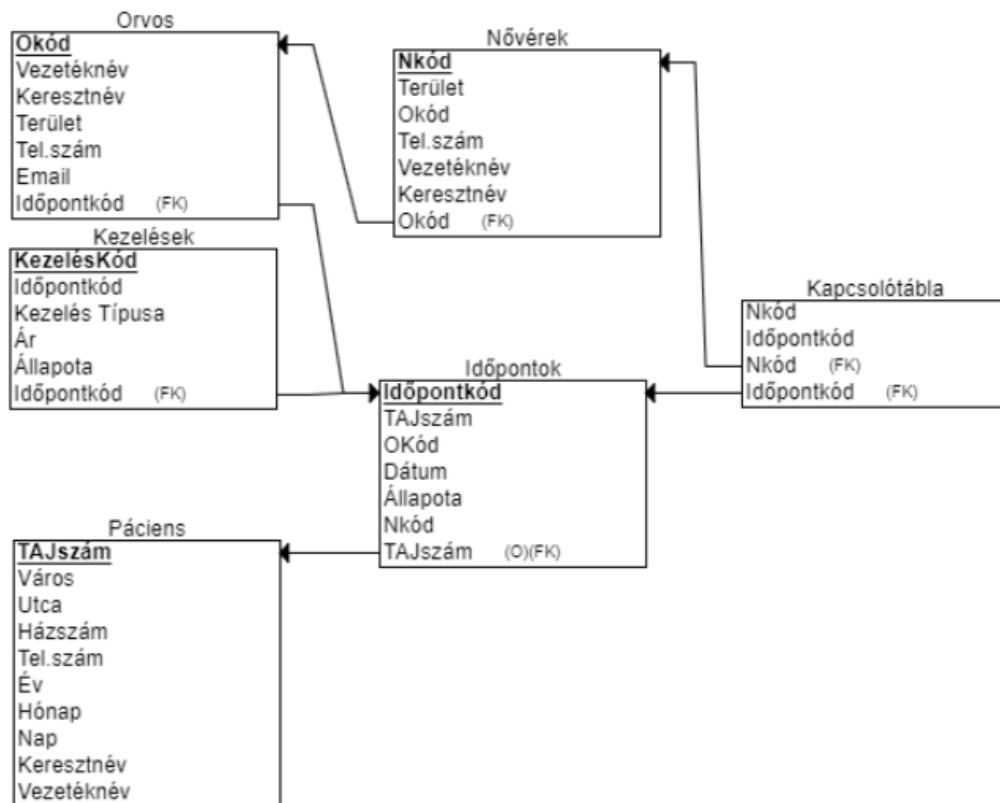 Orvos
Okód
Vezetéknév
Keresztnév
Terület
Tel.szám
Email
Időpontkód (FK)
Nővérek
Nkód
Terület
Okód
Tel.szám
Vezetéknév
Keresztnév
Okód (FK)
Kezelések
KezelésKód
Időpontkód
Kezelés Típusa
Ár
Állapota
Időpontkód (FK)
Kapcsolótábla
Nkód
Időpontkód
Nkód (FK)
Időpontkód (FK)
Időpontok
Időpontkód
TAJszám
OKód
Dátum
Állapota
Nkód
TAJszám (O)(FK)
Páciens
TAJszám
Város
Utca
Házszám
Tel.szám
Év
Hónap
Nap
Keresztnév
Vezetéknév